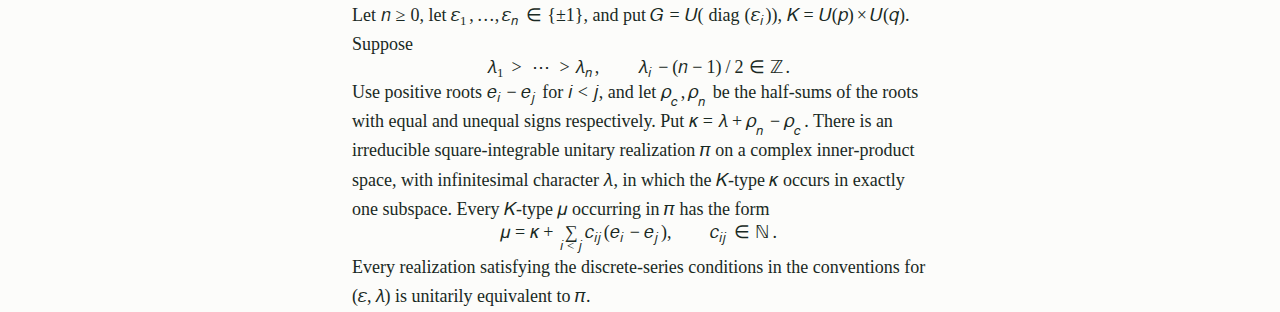 Let n ≥ 0, let ε₁, …, εₙ ∈ {±1}, and put G = U( diag (εᵢ)), K = U(p) × U(q).
Suppose
λ₁ > ⋯ > λₙ, λᵢ − (n − 1) / 2 ∈ ℤ.
Use positive roots eᵢ − eⱼ for i < j, and let ρ_c, ρₙ be the half-sums of the roots
with equal and unequal signs respectively. Put κ = λ + ρₙ − ρ_c. There is an
irreducible square-integrable unitary realization π on a complex inner-product
space, with infinitesimal character λ, in which the K-type κ occurs in exactly
one subspace. Every K-type μ occurring in π has the form
μ = κ + ∑_{i < j} cᵢⱼ(eᵢ − eⱼ), cᵢⱼ ∈ ℕ.
Every realization satisfying the discrete-series conditions in the conventions for
(ε, λ) is unitarily equivalent to π.